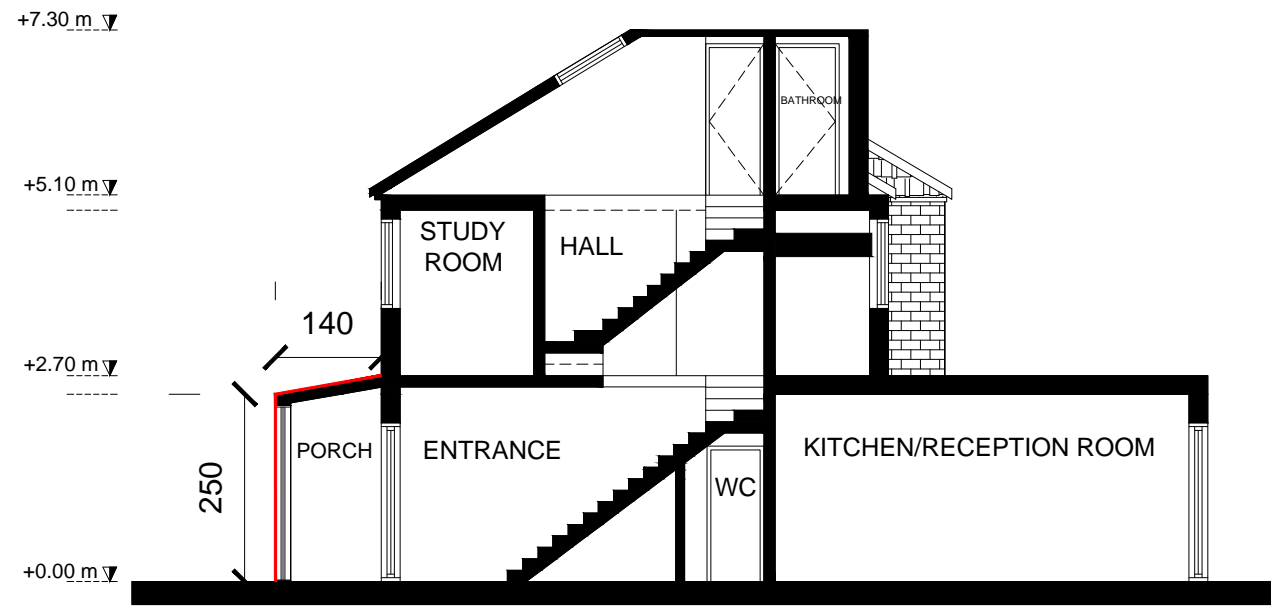 +7.30 m
BATHROOM
+5.10 m
STUDY
ROOM
HALL
140
+2.70 m
PORCH
ENTRANCE
KITCHEN/RECEPTION ROOM
250
WC
+0.00 m